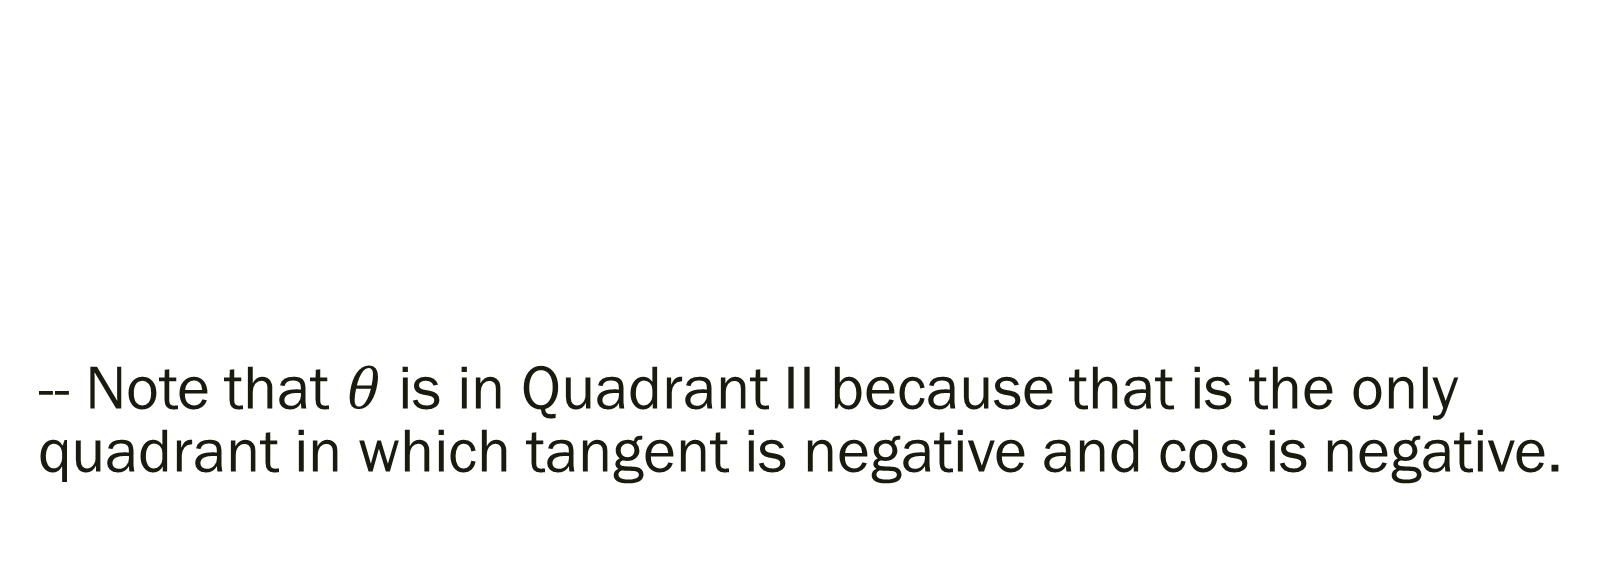 -- Note that θ is in Quadrant II because that is the only
quadrant in which tangent is negative and cos is negative.